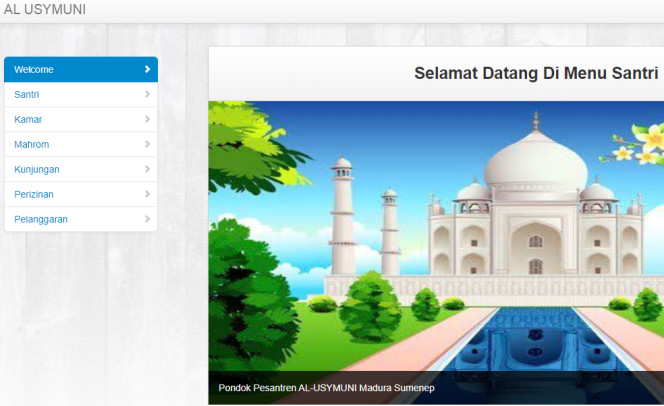 AL USYMUNI
Welcome
Santri
Kamar
Mahrom
Kunjungan
Perizinan
Pelanggaran
Selamat Datang Di Menu Santri
Pondok Pesantren AL-USYMUNI Madura Sumenep